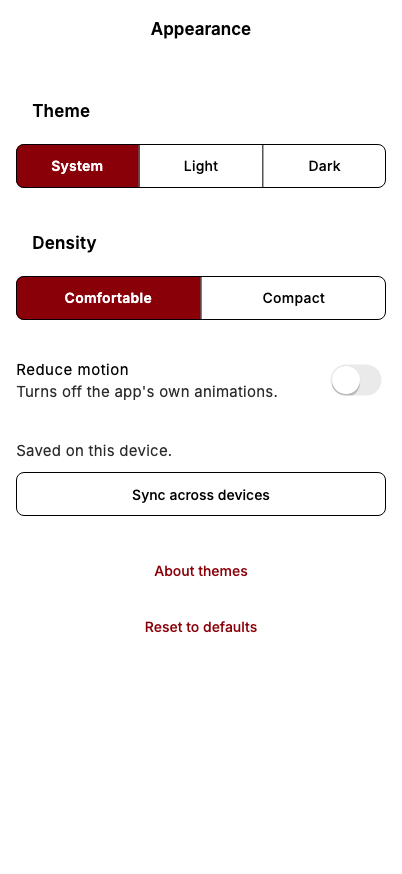 Appearance
Theme
System
Light
Dark
Density
Comfortable
Compact
Reduce motion
Turns off the app's own animations.
Saved on this device.
Sync across devices
About themes
Reset to defaults